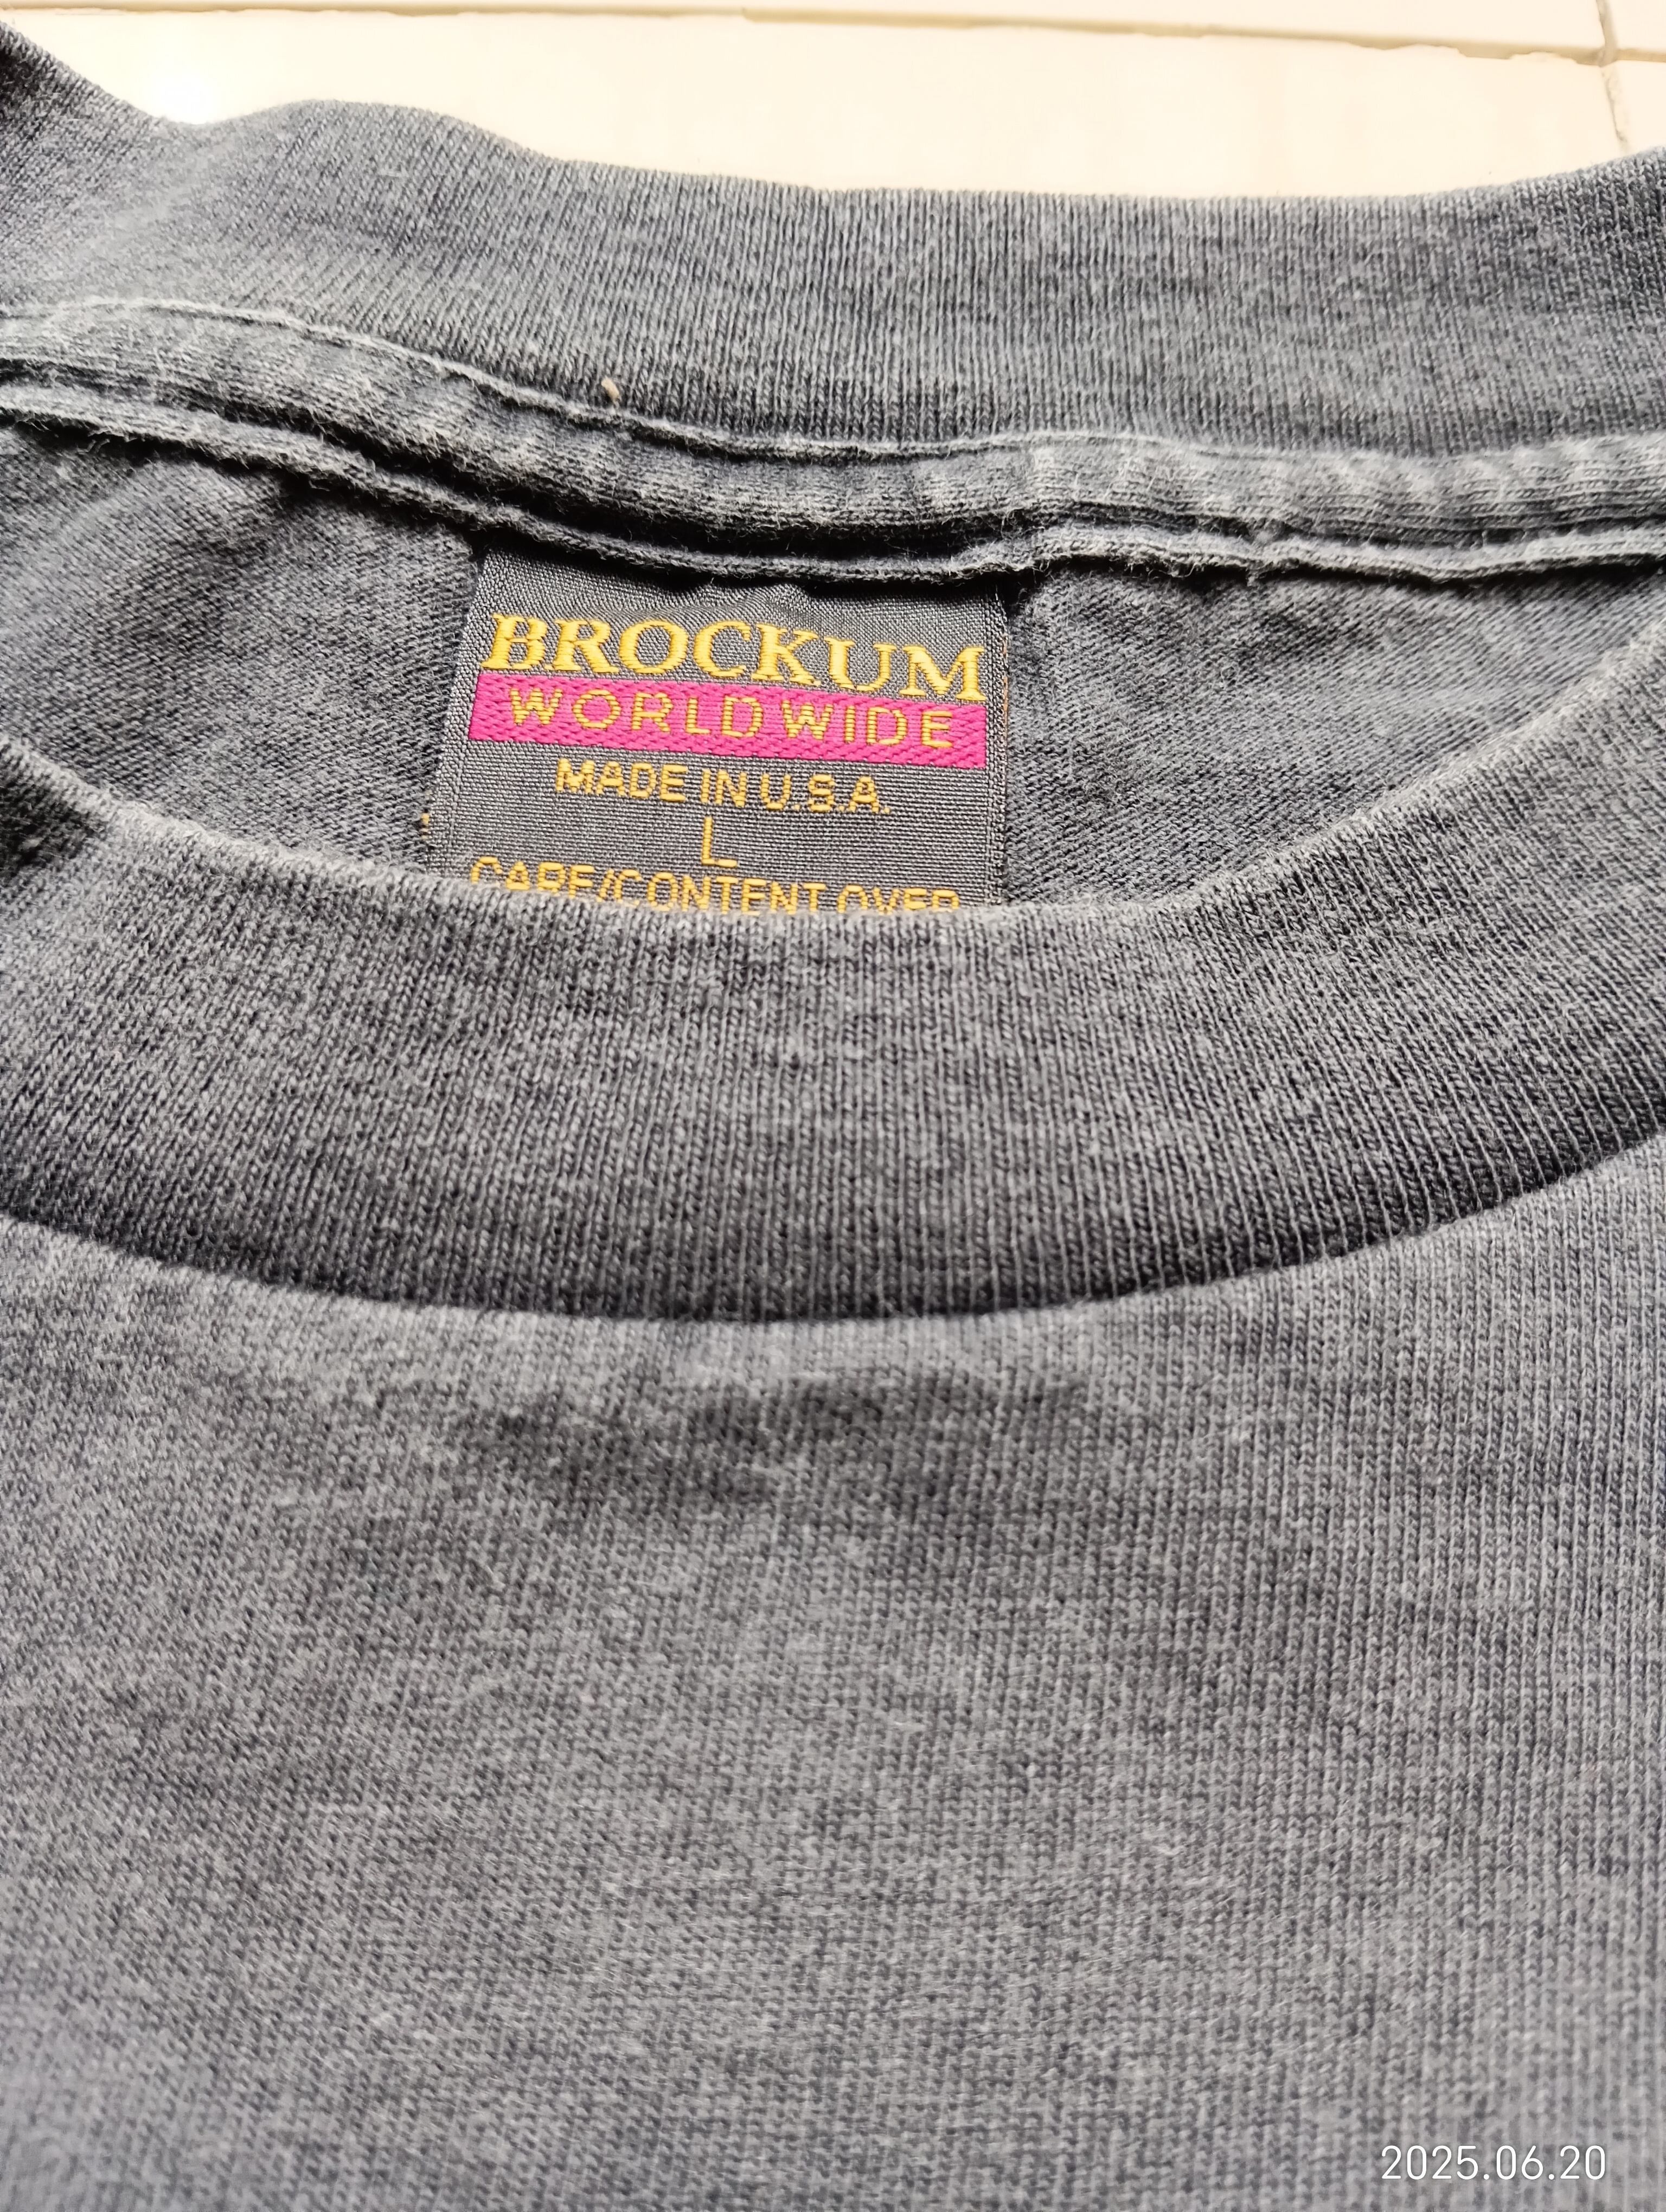 BROCKUM
WORLD WIDE
MADE IN U.S.A.
L
CARE/CONTENT OVER
2025.06.20